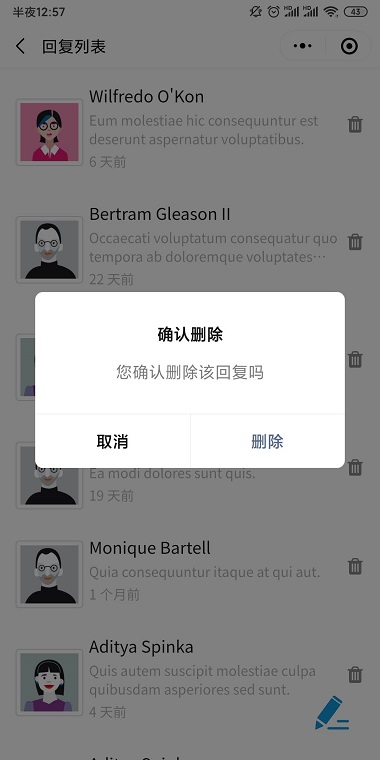 半夜12:57
HD HD 43
回复列表
Wilfredo O'Kon
Eum molestiae hic consequuntur est
deserunt aspernatur voluptatibus.
6 天前
Bertram Gleason II
Occaecati voluptatum consequatur quo
tempora ab doloremque voluptates…
22 天前
确认删除
您确认删除该回复吗
取消
删除
Ea modi dolores sunt quis.
19 天前
Monique Bartell
Quia consequuntur itaque at qui aut.
1 个月前
Aditya Spinka
Quis autem suscipit molestiae culpa
quibusdam asperiores sed sunt.
4 天前